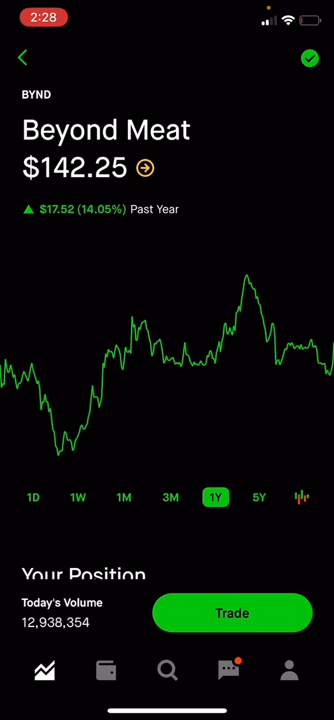 2:28
BYND
Beyond Meat
$142.25
$17.52 (14.05%) Past Year
1D 1W 1M 3M 1Y 5Y
Your Position
Today's Volume
12,938,354
Trade